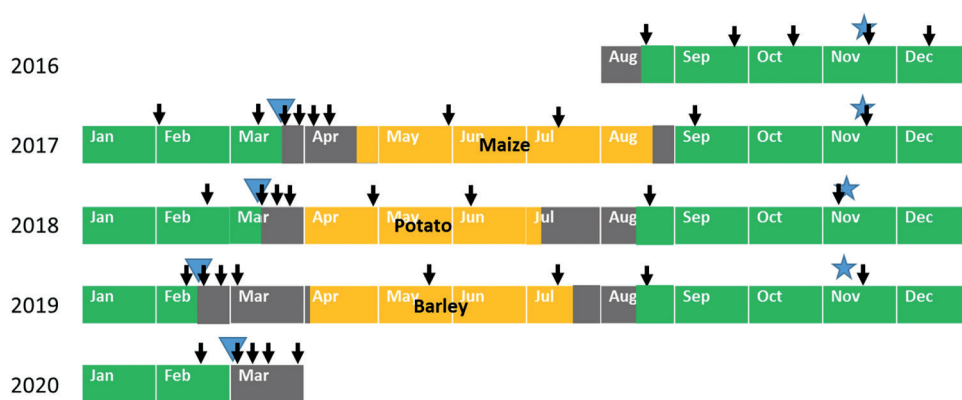 2016 Aug Sep Oct Nov Dec
2017 Jan Feb Mar Apr May Jun Jul Aug Sep Oct Nov Dec
Maize
2018 Jan Feb Mar Apr May Jun Jul Aug Sep Oct Nov Dec
Potato
2019 Jan Feb Mar Apr May Jun Jul Aug Sep Oct Nov Dec
Barley
2020 Jan Feb Mar